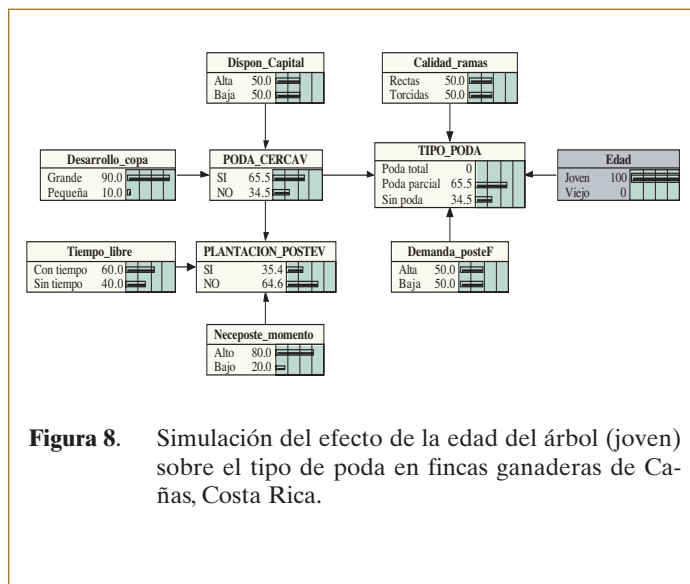 Dispon_Capital
Alta 50.0
Baja 50.0
Calidad_ramas
Rectas 50.0
Torcidas 50.0
Desarrollo_copa
Grande 90.0
Pequeña 10.0
PODA_CERCAV
SI 65.5
NO 34.5
TIPO_PODA
Poda total 0
Poda parcial 65.5
Sin poda 34.5
Edad
Joven 100
Viejo 0
Tiempo_libre
Con tiempo 60.0
Sin tiempo 40.0
PLANTACION_POSTEV
SI 35.4
NO 64.6
Demanda_posteF
Alta 50.0
Baja 50.0
Neceposte_momento
Alto 80.0
Bajo 20.0
Figura 8. Simulación del efecto de la edad del árbol (joven)
sobre el tipo de poda en fincas ganaderas de Ca-
ñas, Costa Rica.